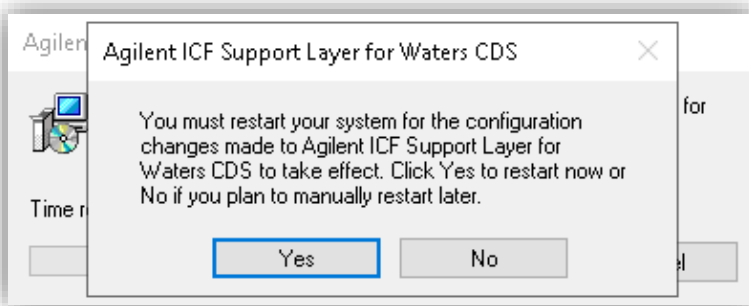 Agilen
Agilent ICF Support Layer for Waters CDS
for
You must restart your system for the configuration
changes made to Agilent ICF Support Layer for
Waters CDS to take effect. Click Yes to restart now or
No if you plan to manually restart later.
Time r
Yes
No
el